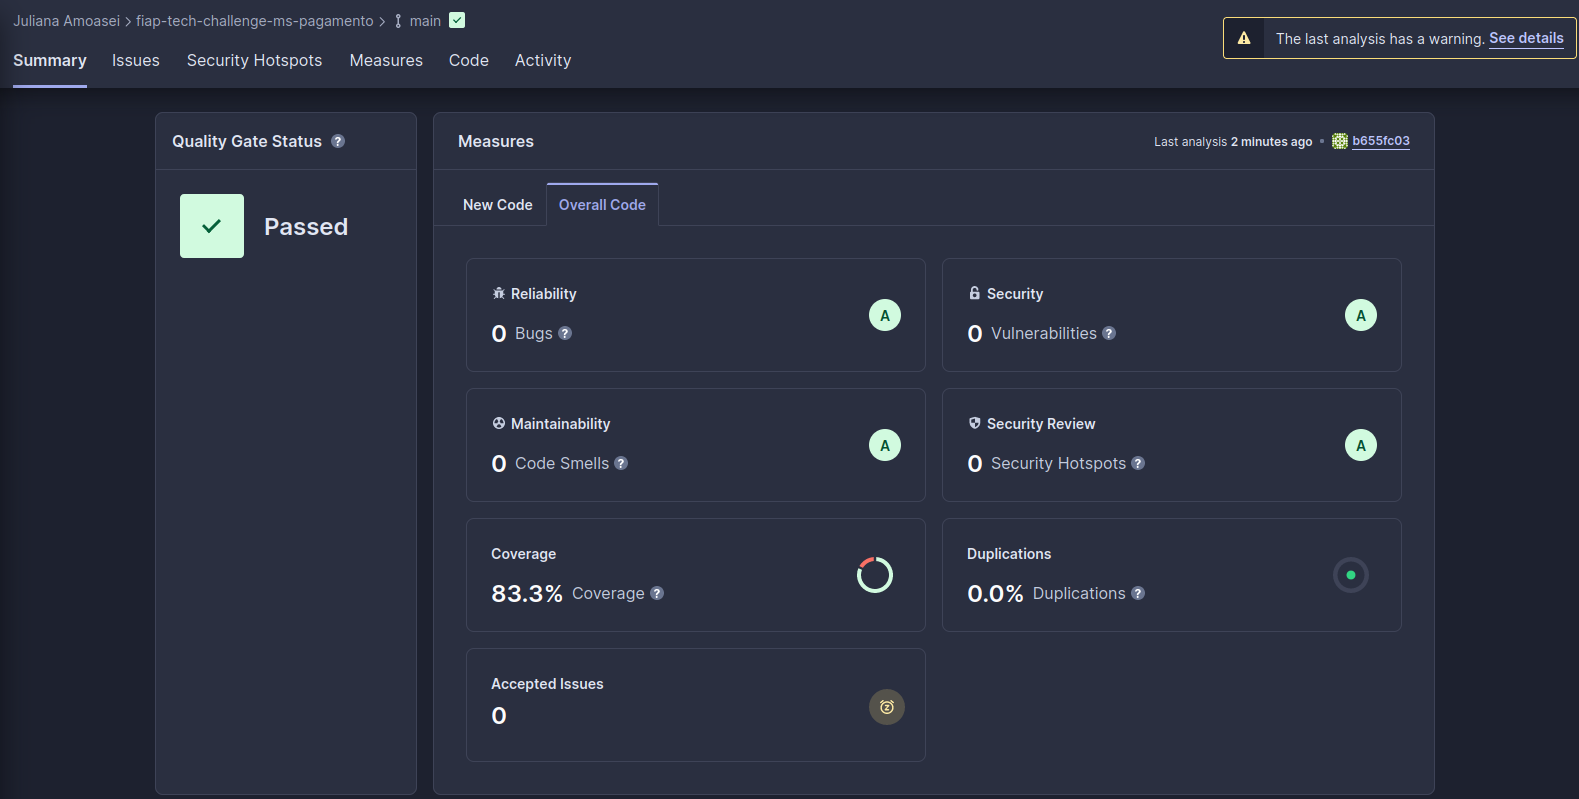 Juliana Amoasei > fiap-tech-challenge-ms-pagamento > main
The last analysis has a warning. See details
Summary Issues Security Hotspots Measures Code Activity
Quality Gate Status ?
Passed
Measures
Last analysis 2 minutes ago • b655fc03
New Code Overall Code
Reliability
0 Bugs ?
A
Security
0 Vulnerabilities ?
A
Maintainability
0 Code Smells ?
A
Security Review
0 Security Hotspots ?
A
Coverage
83.3% Coverage ?
Duplications
0.0% Duplications ?
Accepted Issues
0